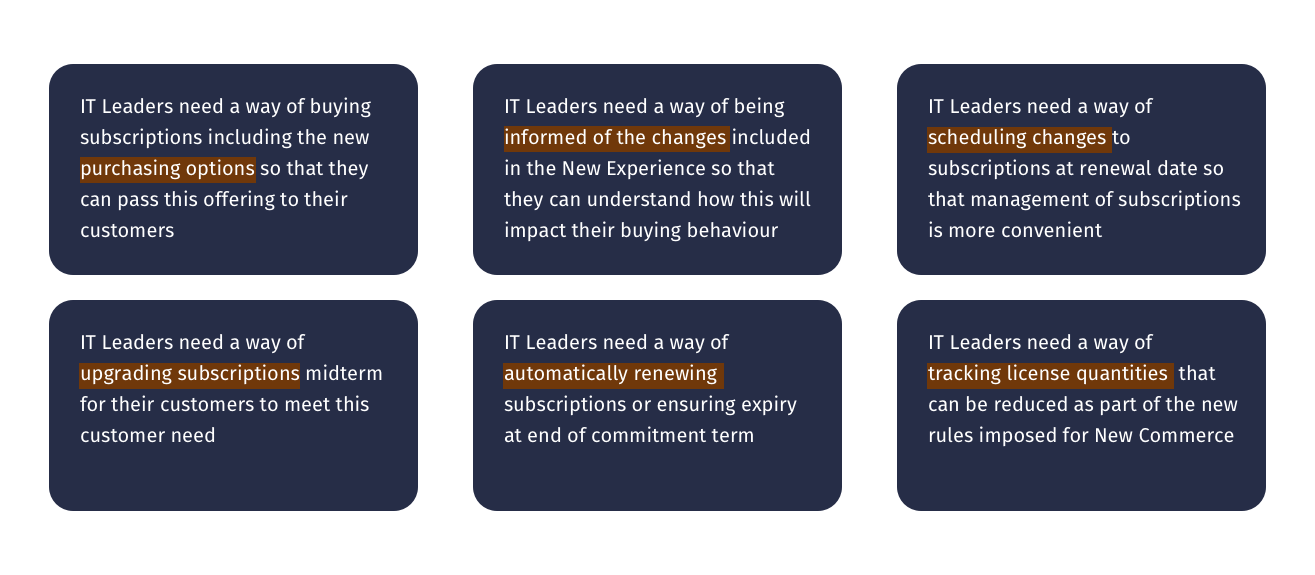 IT Leaders need a way of buying
subscriptions including the new
purchasing options so that they
can pass this offering to their
customers
IT Leaders need a way of being
informed of the changes included
in the New Experience so that
they can understand how this will
impact their buying behaviour
IT Leaders need a way of
scheduling changes to
subscriptions at renewal date so
that management of subscriptions
is more convenient
IT Leaders need a way of
upgrading subscriptions midterm
for their customers to meet this
customer need
IT Leaders need a way of
automatically renewing
subscriptions or ensuring expiry
at end of commitment term
IT Leaders need a way of
tracking license quantities that
can be reduced as part of the new
rules imposed for New Commerce